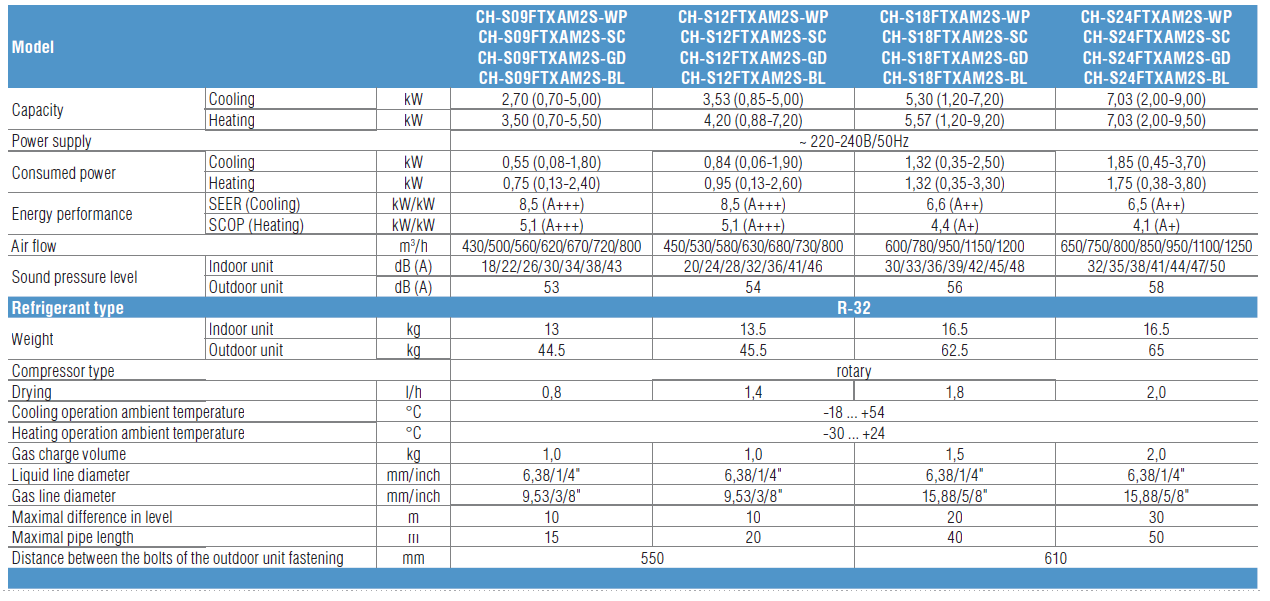 Model CH-S09FTXAM2S-WP CH-S12FTXAM2S-WP CH-S18FTXAM2S-WP CH-S24FTXAM2S-WP
CH-S09FTXAM2S-SC CH-S12FTXAM2S-SC CH-S18FTXAM2S-SC CH-S24FTXAM2S-SC
CH-S09FTXAM2S-GD CH-S12FTXAM2S-GD CH-S18FTXAM2S-GD CH-S24FTXAM2S-GD
CH-S09FTXAM2S-BL CH-S12FTXAM2S-BL CH-S18FTXAM2S-BL CH-S24FTXAM2S-BL
Capacity Cooling kW 2,70 (0,70-5,00) 3,53 (0,85-5,00) 5,30 (1,20-7,20) 7,03 (2,00-9,00)
Heating kW 3,50 (0,70-5,50) 4,20 (0,88-7,20) 5,57 (1,20-9,20) 7,03 (2,00-9,50)
Power supply ~ 220-240В/50Hz
Consumed power Cooling kW 0,55 (0,08-1,80) 0,84 (0,06-1,90) 1,32 (0,35-2,50) 1,85 (0,45-3,70)
Heating kW 0,75 (0,13-2,40) 0,95 (0,13-2,60) 1,32 (0,35-3,30) 1,75 (0,38-3,80)
Energy performance SEER (Cooling) kW/kW 8,5 (A+++) 8,5 (A+++) 6,6 (A++) 6,5 (A++)
SCOP (Heating) kW/kW 5,1 (A+++) 5,1 (A+++) 4,4 (A+) 4,1 (A+)
Air flow m³/h 430/500/560/620/670/720/800 450/530/580/630/680/730/800 600/780/950/1150/1200 650/750/800/850/950/1100/1250
Sound pressure level Indoor unit dB (A) 18/22/26/30/34/38/43 20/24/28/32/36/41/46 30/33/36/39/42/45/48 32/35/38/41/44/47/50
Outdoor unit dB (A) 53 54 56 58
Refrigerant type R-32
Weight Indoor unit kg 13 13.5 16.5 16.5
Outdoor unit kg 44.5 45.5 62.5 65
Compressor type rotary
Drying l/h 0,8 1,4 1,8 2,0
Cooling operation ambient temperature °C -18 ... +54
Heating operation ambient temperature °C -30 ... +24
Gas charge volume kg 1,0 1,0 1,5 2,0
Liquid line diameter mm/inch 6,38/1/4" 6,38/1/4" 6,38/1/4" 6,38/1/4"
Gas line diameter mm/inch 9,53/3/8" 9,53/3/8" 15,88/5/8" 15,88/5/8"
Maximal difference in level m 10 10 20 30
Maximal pipe length m 15 20 40 50
Distance between the bolts of the outdoor unit fastening mm 550 610